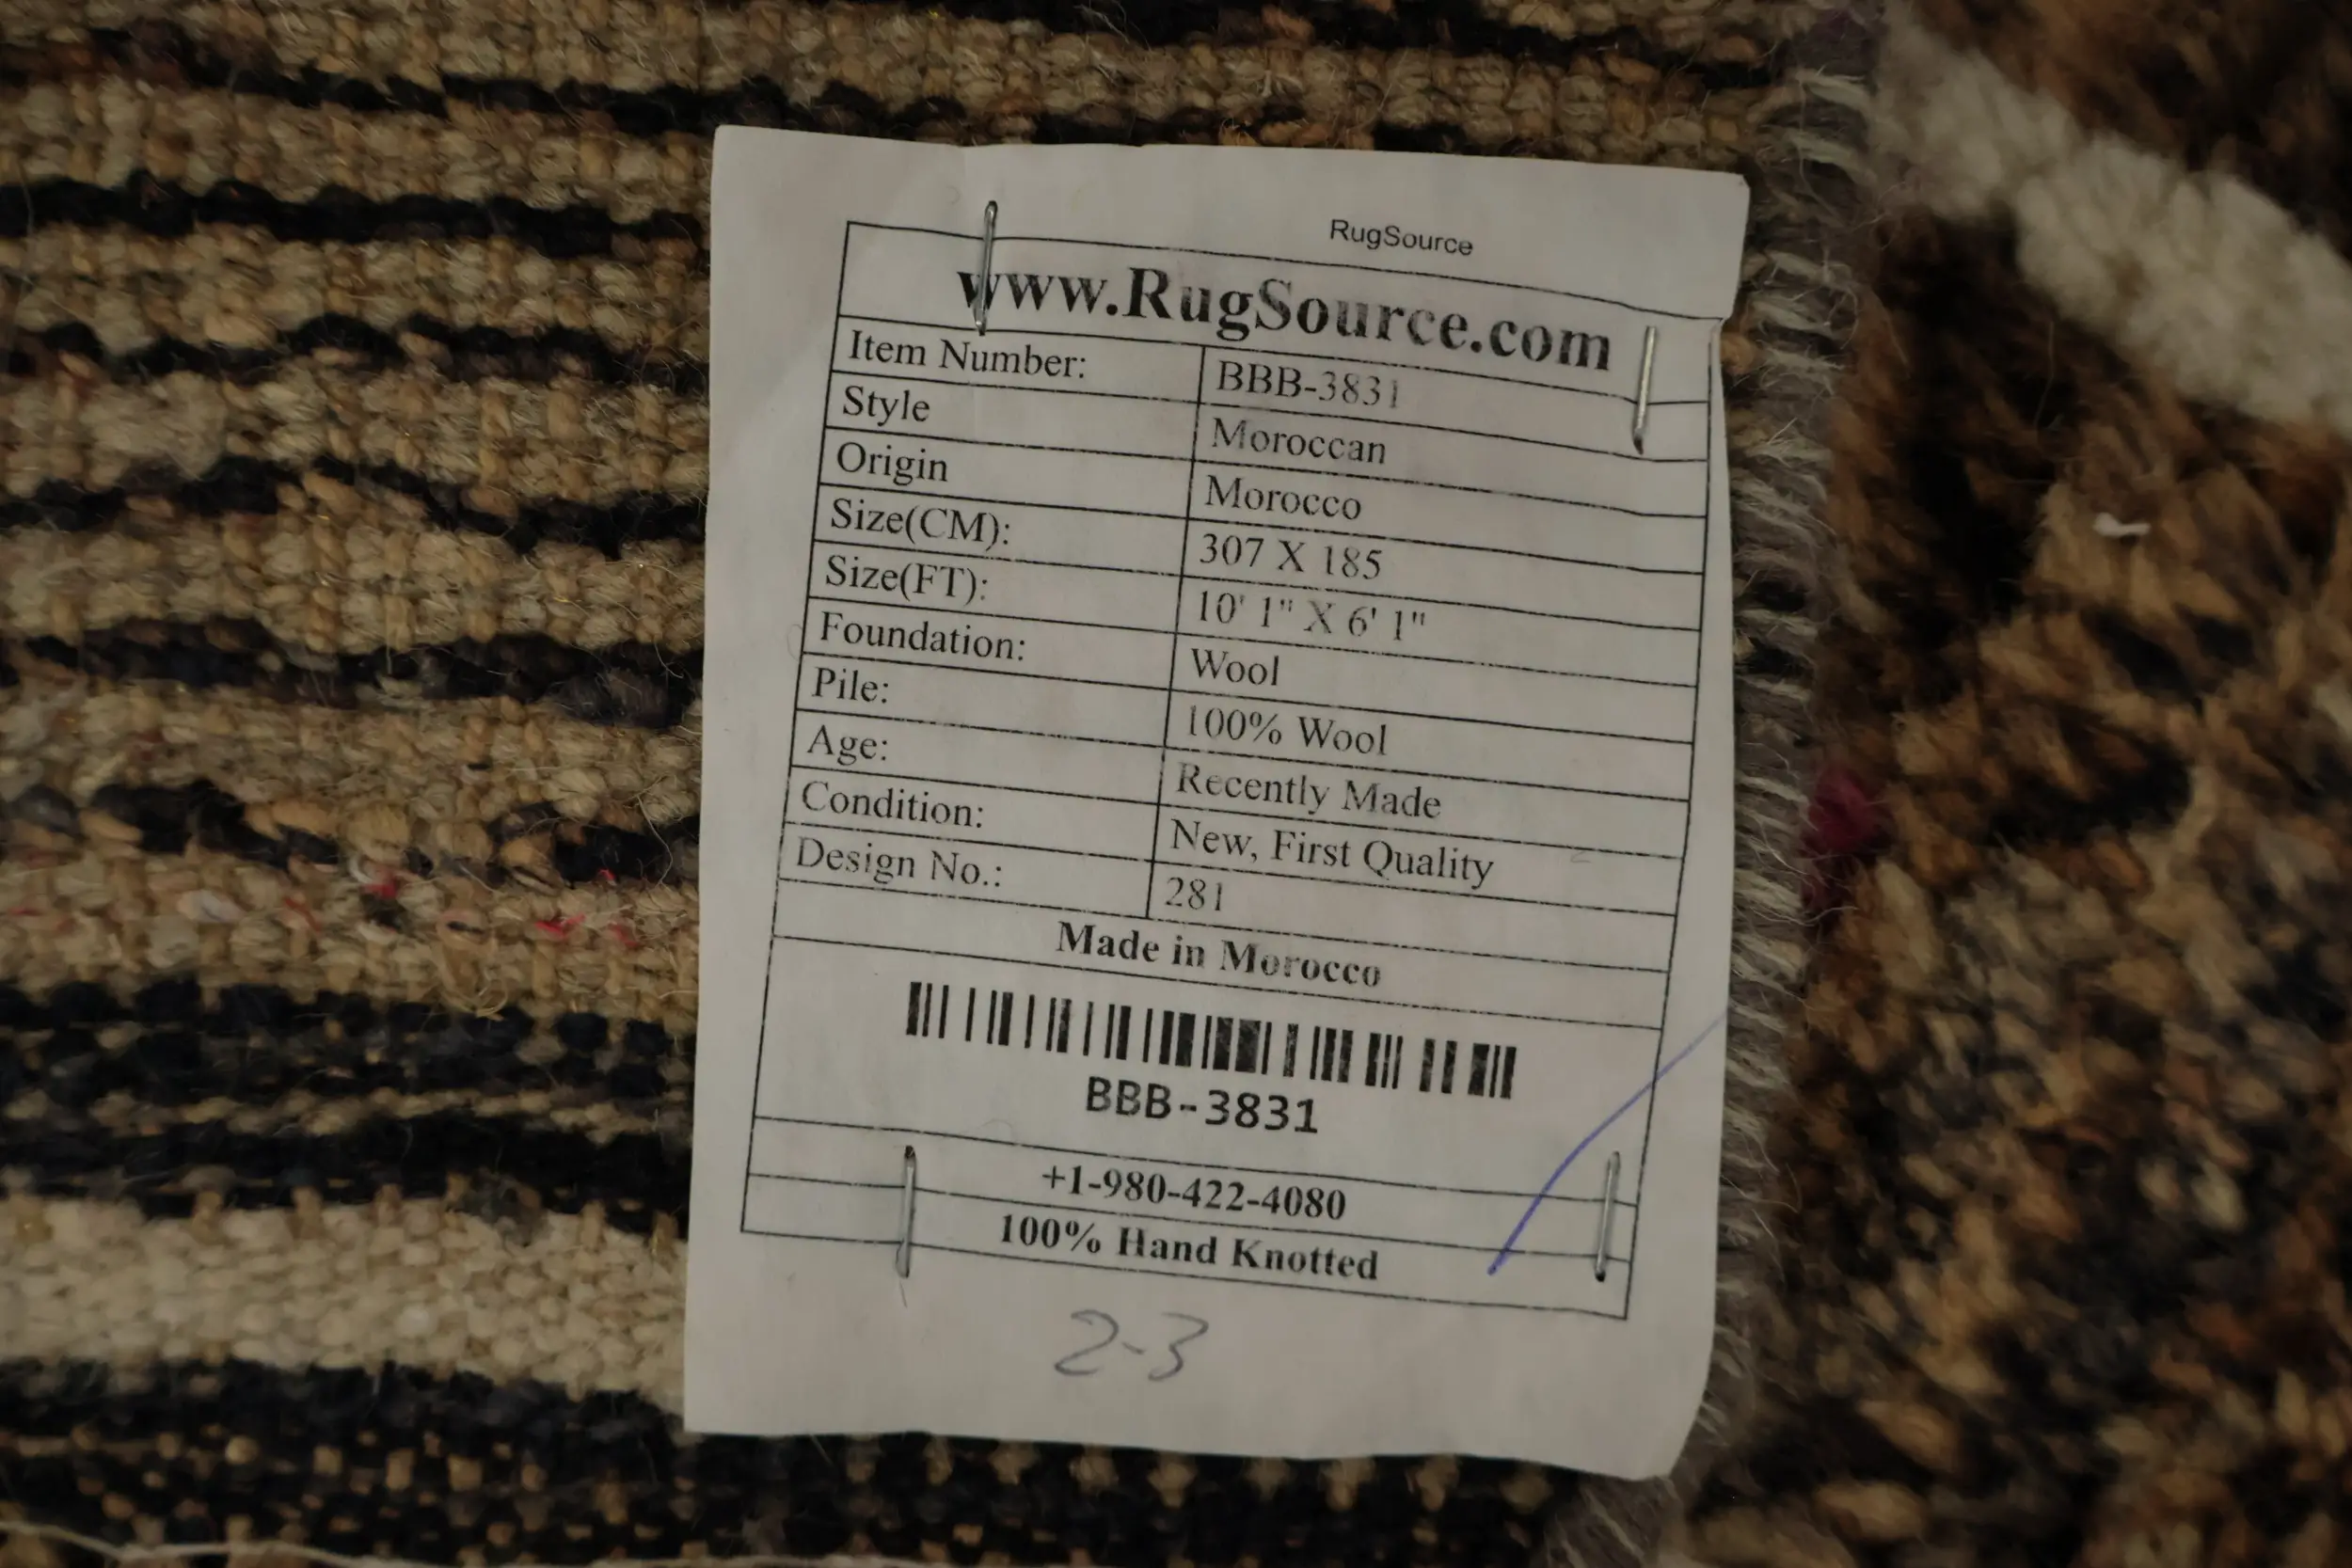 RugSource
www.RugSource.com
Item Number: BBB-3831
Style Moroccan
Origin Morocco
Size(CM): 307 X 185
Size(FT): 10' 1" X 6' 1"
Foundation: Wool
Pile: 100% Wool
Age: Recently Made
Condition: New, First Quality
Design No.: 281
Made in Morocco
BBB-3831
+1-980-422-4080
100% Hand Knotted
2-3